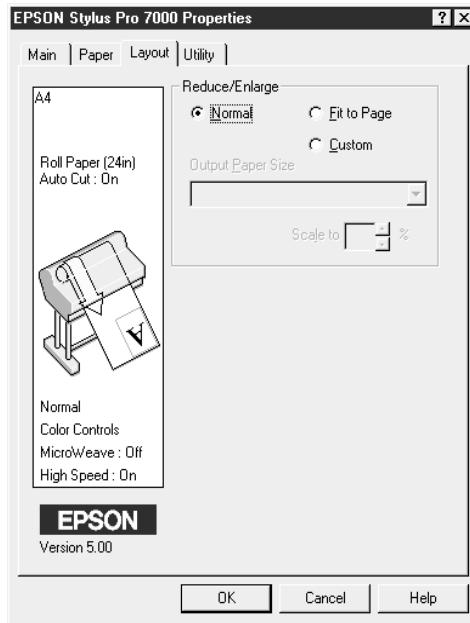 EPSON Stylus Pro 7000 Properties
Main
Paper
Layout
Utility
A4
Roll Paper (24in)
Auto Cut : On
A
Normal
Color Controls
MicroWeave : Off
High Speed : On
EPSON
Version 5.00
Reduce/Enlarge
Normal
Fit to Page
Custom
Output Paper Size
Scale to %
OK
Cancel
Help